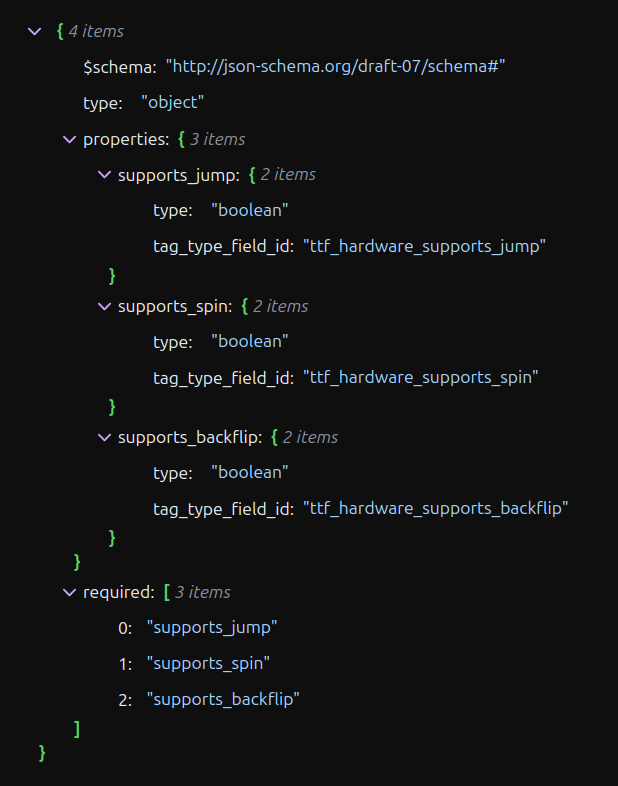 { 4 items
$schema: "http://json-schema.org/draft-07/schema#"
type: "object"
properties: { 3 items
supports_jump: { 2 items
type: "boolean"
tag_type_field_id: "ttf_hardware_supports_jump"
}
supports_spin: { 2 items
type: "boolean"
tag_type_field_id: "ttf_hardware_supports_spin"
}
supports_backflip: { 2 items
type: "boolean"
tag_type_field_id: "ttf_hardware_supports_backflip"
}
}
required: [ 3 items
0: "supports_jump"
1: "supports_spin"
2: "supports_backflip"
]
}